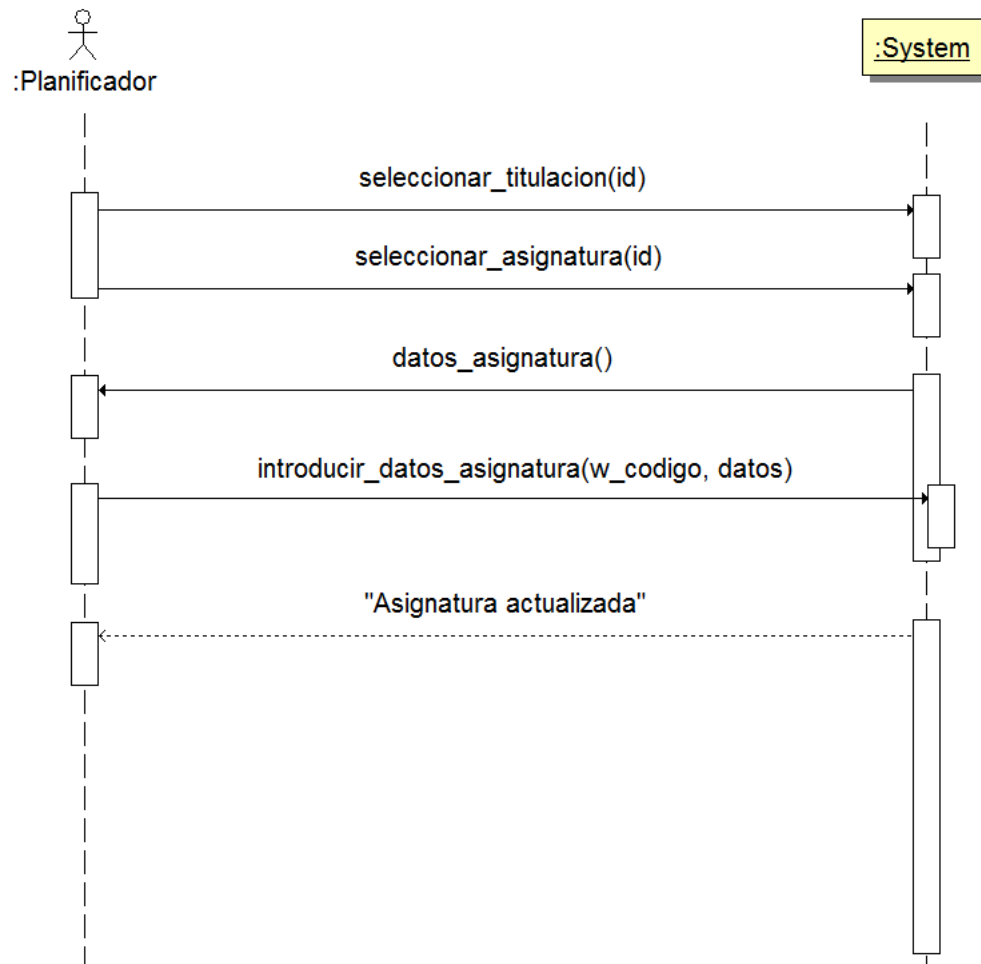 :Planificador
:System
seleccionar_titulacion(id)
seleccionar_asignatura(id)
datos_asignatura()
introducir_datos_asignatura(w_codigo, datos)
"Asignatura actualizada"